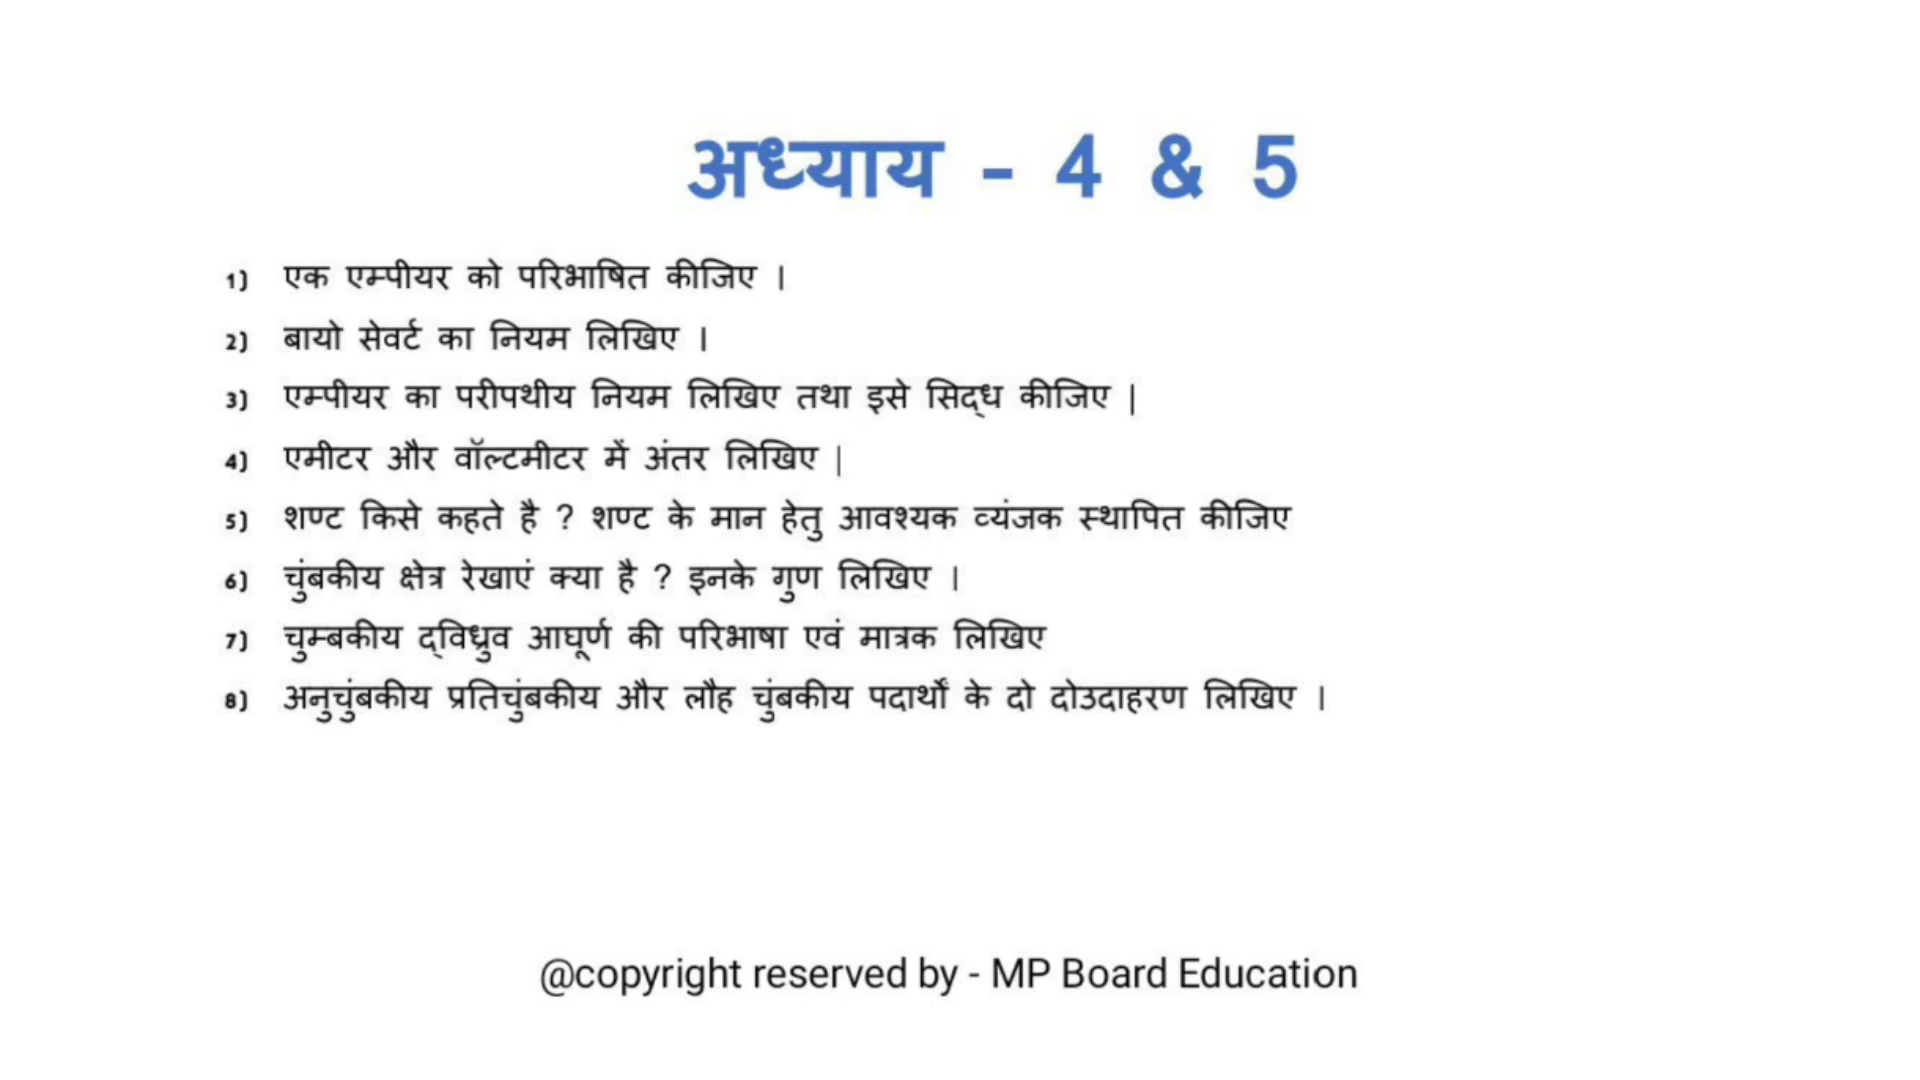 अध्याय - 4 & 5
1) एक एम्पीयर को परिभाषित कीजिए ।
2) बायो सेवर्ट का नियम लिखिए ।
3) एम्पीयर का परीपथीय नियम लिखिए तथा इसे सिद्ध कीजिए |
4) एमीटर और वॉल्टमीटर में अंतर लिखिए |
5) शण्ट किसे कहते है ? शण्ट के मान हेतु आवश्यक व्यंजक स्थापित कीजिए
6) चुंबकीय क्षेत्र रेखाएं क्या है ? इनके गुण लिखिए ।
7) चुम्बकीय द्विध्रुव आघूर्ण की परिभाषा एवं मात्रक लिखिए
8) अनुचुंबकीय प्रतिचुंबकीय और लौह चुंबकीय पदार्थों के दो दोउदाहरण लिखिए ।
@copyright reserved by - MP Board Education